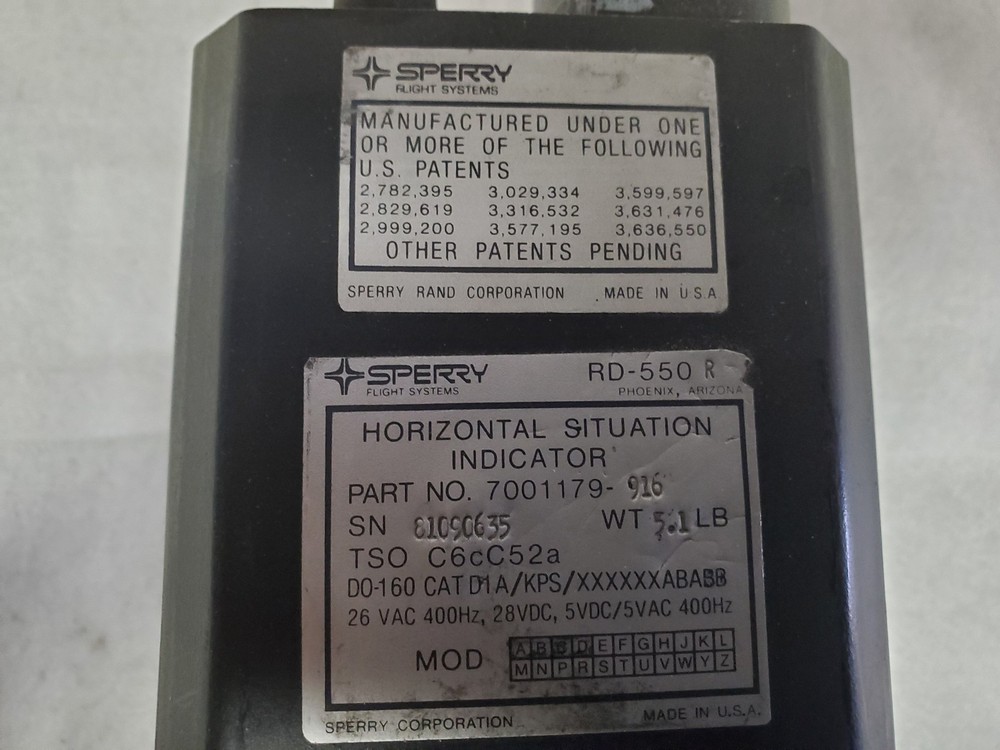 SPERRY
FLIGHT SYSTEMS
MANUFACTURED UNDER ONE
OR MORE OF THE FOLLOWING
U.S. PATENTS
2,782,395 3,029,334 3,599,597
2,829,619 3,316,532 3,631,476
2,999,200 3,577,195 3,636,550
OTHER PATENTS PENDING
SPERRY RAND CORPORATION MADE IN U.S.A
SPERRY RD-550 R
FLIGHT SYSTEMS PHOENIX, ARIZONA
HORIZONTAL SITUATION
INDICATOR
PART NO. 7001179- 916
SN 81090635 WT 5.1 LB
TSO C6cC52a
DO-160 CAT D1A/KPS/XXXXXXABABB
26 VAC 400Hz, 28VDC, 5VDC/5VAC 400Hz
MOD A B C D E F G H J K L
M N P R S T U V W Y Z
SPERRY CORPORATION MADE IN U.S.A.